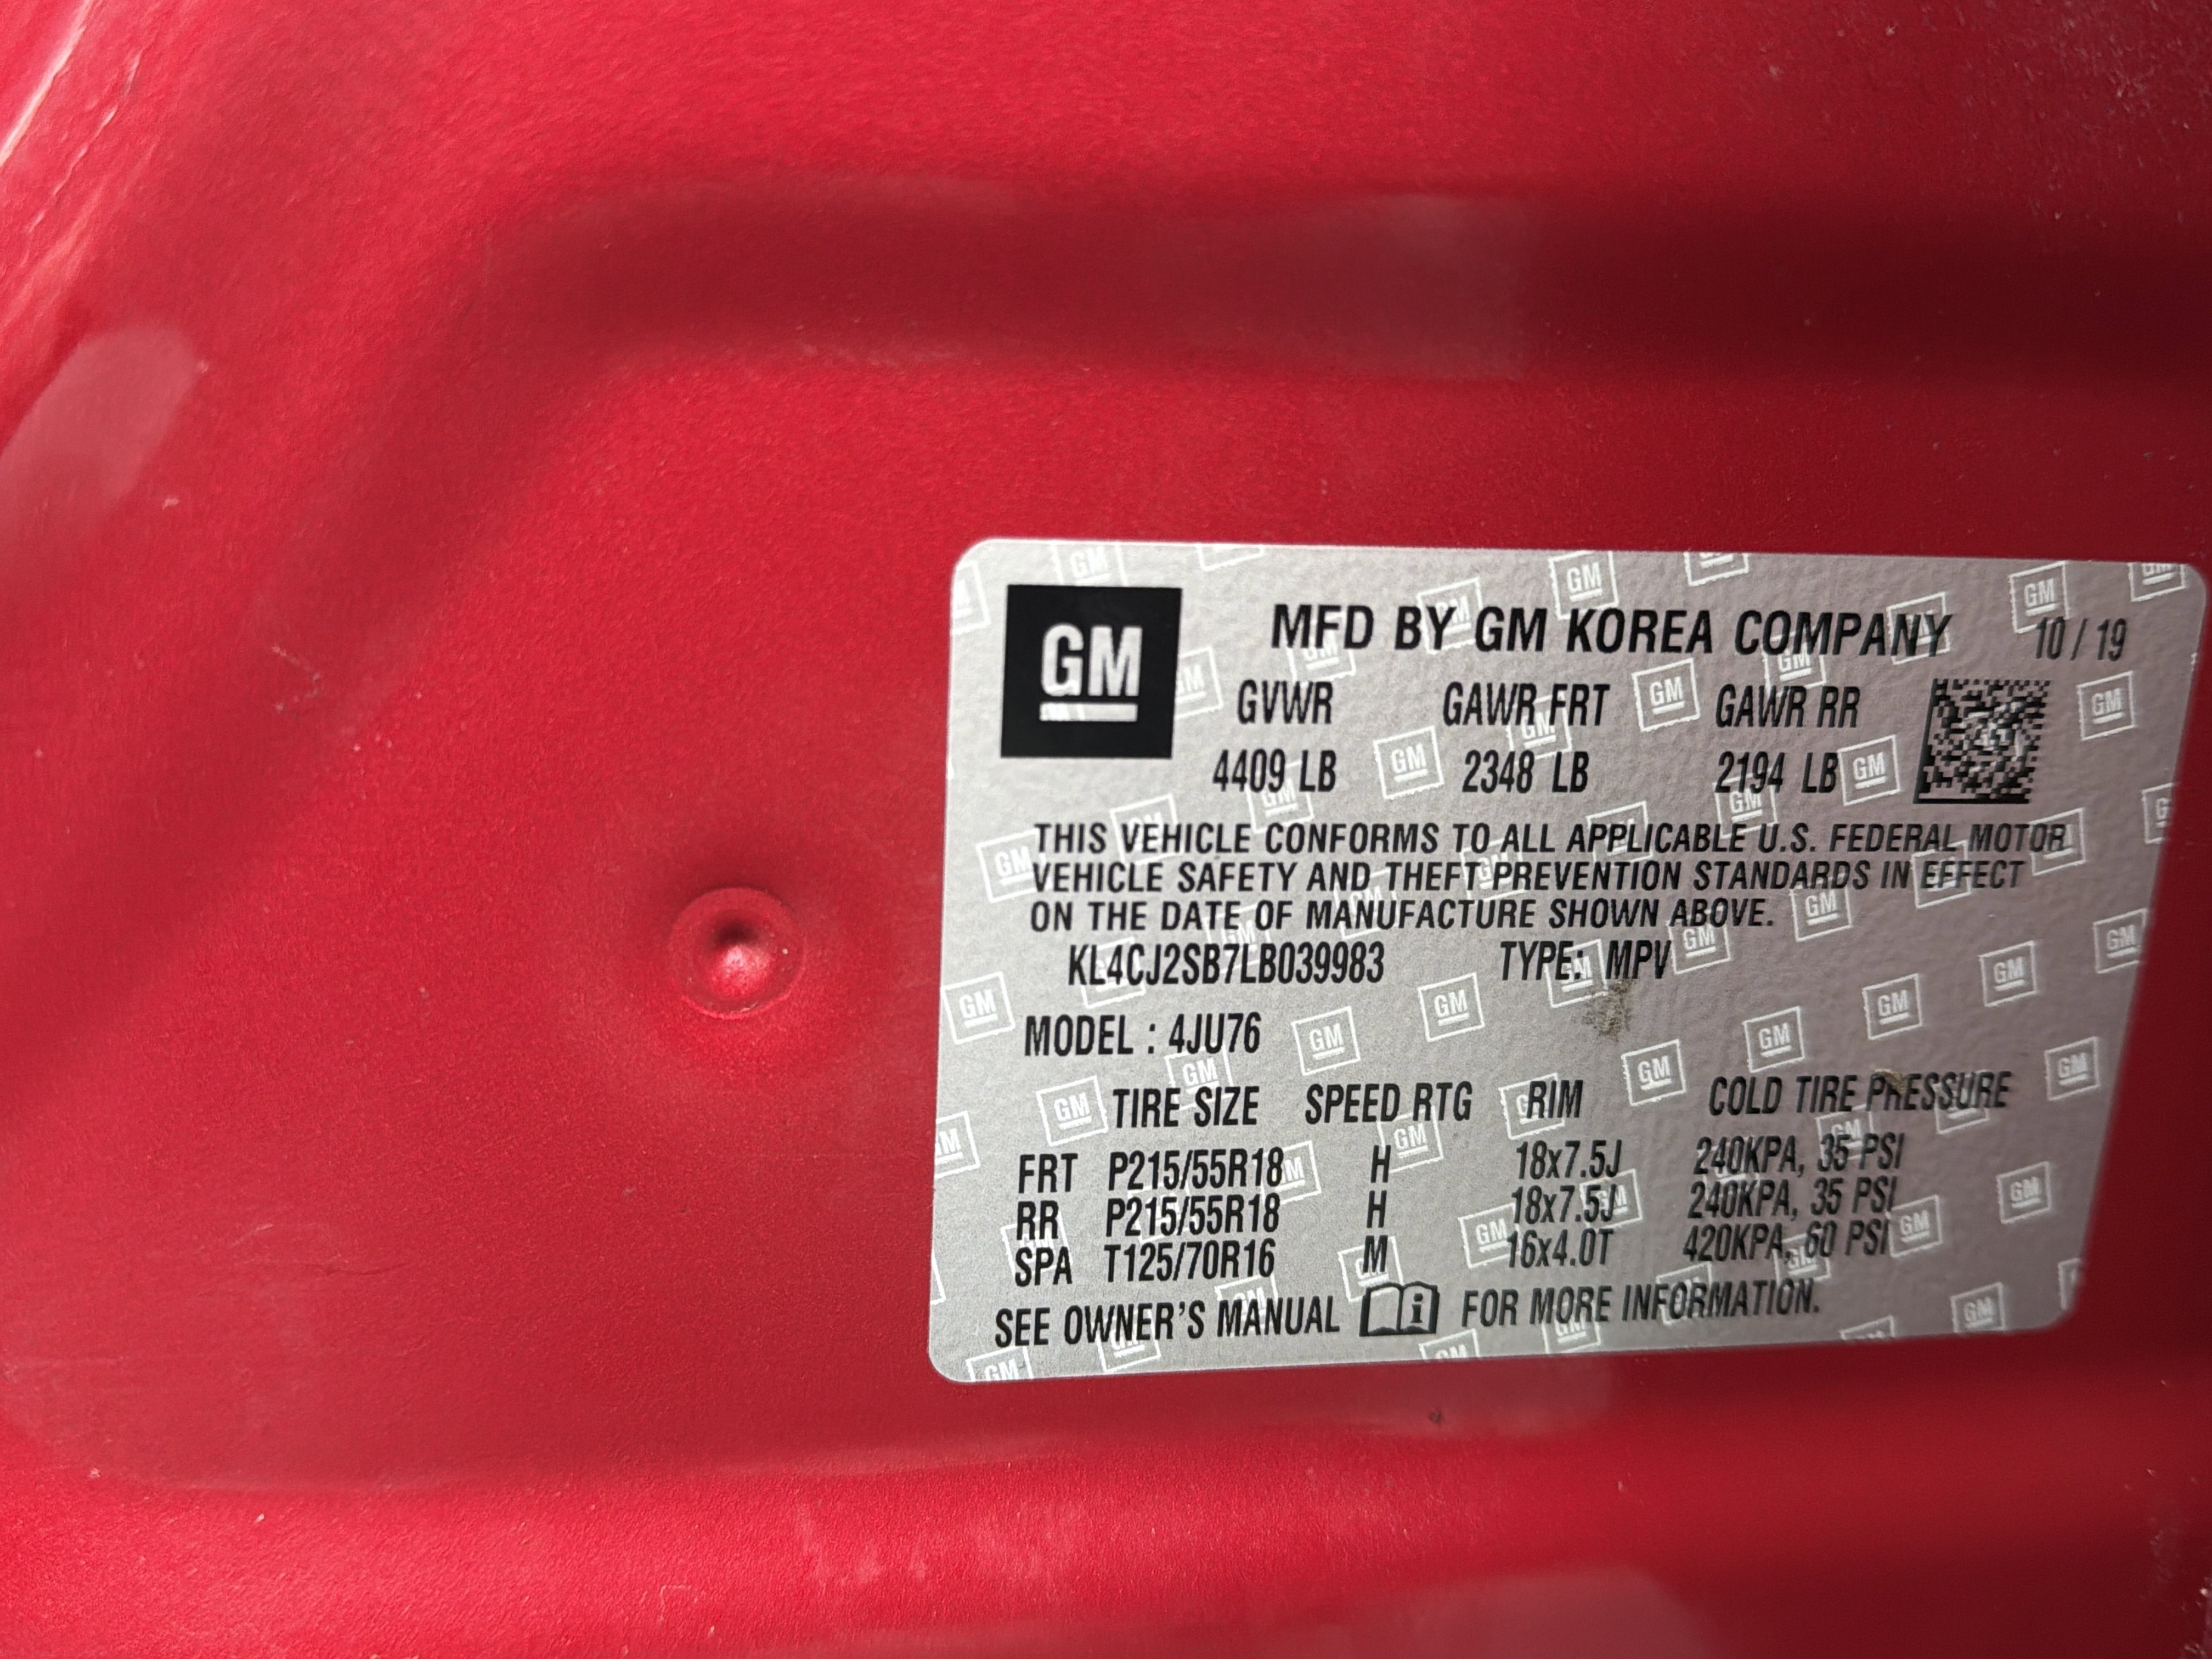 GM
MFD BY GM KOREA COMPANY 10 / 19
GVWR GAWR FRT GAWR RR
4409 LB 2348 LB 2194 LB
THIS VEHICLE CONFORMS TO ALL APPLICABLE U.S. FEDERAL MOTOR
VEHICLE SAFETY AND THEFT PREVENTION STANDARDS IN EFFECT
ON THE DATE OF MANUFACTURE SHOWN ABOVE.
KL4CJ2SB7LB039983 TYPE: MPV
MODEL : 4JU76
TIRE SIZE SPEED RTG RIM COLD TIRE PRESSURE
FRT P215/55R18 H 18x7.5J 240KPA, 35 PSI
RR P215/55R18 H 18x7.5J 240KPA, 35 PSI
SPA T125/70R16 M 16x4.0T 420KPA, 60 PSI
SEE OWNER'S MANUAL i FOR MORE INFORMATION.